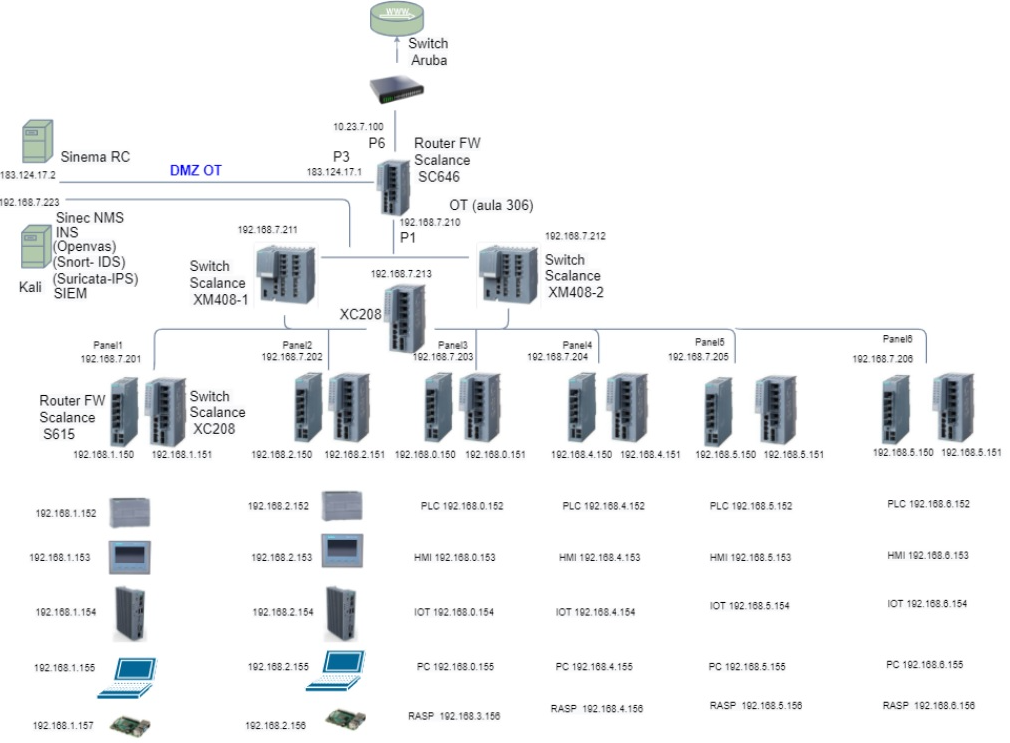 www
Switch
Aruba
10.23.7.100
P6
Router FW
Scalance
SC646
P3
183.124.17.1
Sinema RC
DMZ OT
183.124.17.2
192.168.7.223
OT (aula 306)
192.168.7.210
P1
Sinec NMS
INS
(Openvas)
(Snort- IDS)
(Suricata-IPS)
SIEM
Kali
192.168.7.211
Switch
Scalance
XM408-1
192.168.7.212
Switch
Scalance
XM408-2
192.168.7.213
XC208
Panel1
192.168.7.201
Panel2
192.168.7.202
Panel3
192.168.7.203
Panel4
192.168.7.204
Panel5
192.168.7.205
Panel6
192.168.7.206
Router FW
Scalance
S615
Switch
Scalance
XC208
192.168.1.150 192.168.1.151
192.168.2.150 192.168.2.151
192.168.0.150 192.168.0.151
192.168.4.150 192.168.4.151
192.168.5.150 192.168.5.151
192.168.5.150 192.168.5.151
192.168.1.152
192.168.2.152
PLC 192.168.0.152
PLC 192.168.4.152
PLC 192.168.5.152
PLC 192.168.6.152
192.168.1.153
192.168.2.153
HMI 192.168.0.153
HMI 192.168.4.153
HMI 192.168.5.153
HMI 192.168.6.153
192.168.1.154
192.168.2.154
IOT 192.168.0.154
IOT 192.168.4.154
IOT 192.168.5.154
IOT 192.168.6.154
192.168.1.155
192.168.2.155
PC 192.168.0.155
PC 192.168.4.155
PC 192.168.5.155
PC 192.168.6.155
192.168.1.157
192.168.2.156
RASP 192.168.3.156
RASP 192.168.4.156
RASP 192.168.5.156
RASP 192.168.6.156